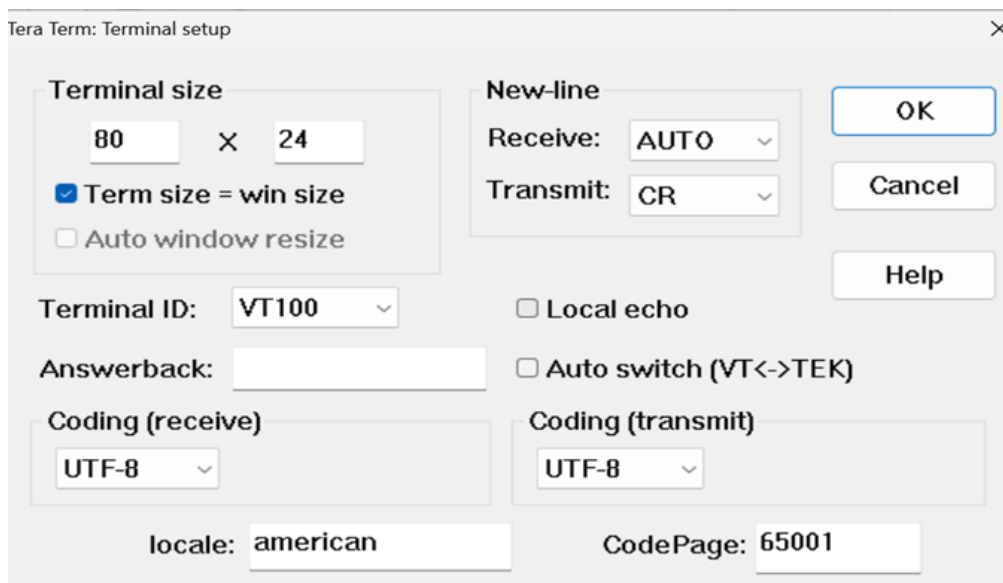 Tera Term: Terminal setup
Terminal size
80 X 24
Term size = win size
Auto window resize
New-line
Receive: AUTO
Transmit: CR
OK
Cancel
Help
Terminal ID: VT100
Local echo
Answerback:
Auto switch (VT<->TEK)
Coding (receive)
UTF-8
Coding (transmit)
UTF-8
locale: american
CodePage: 65001